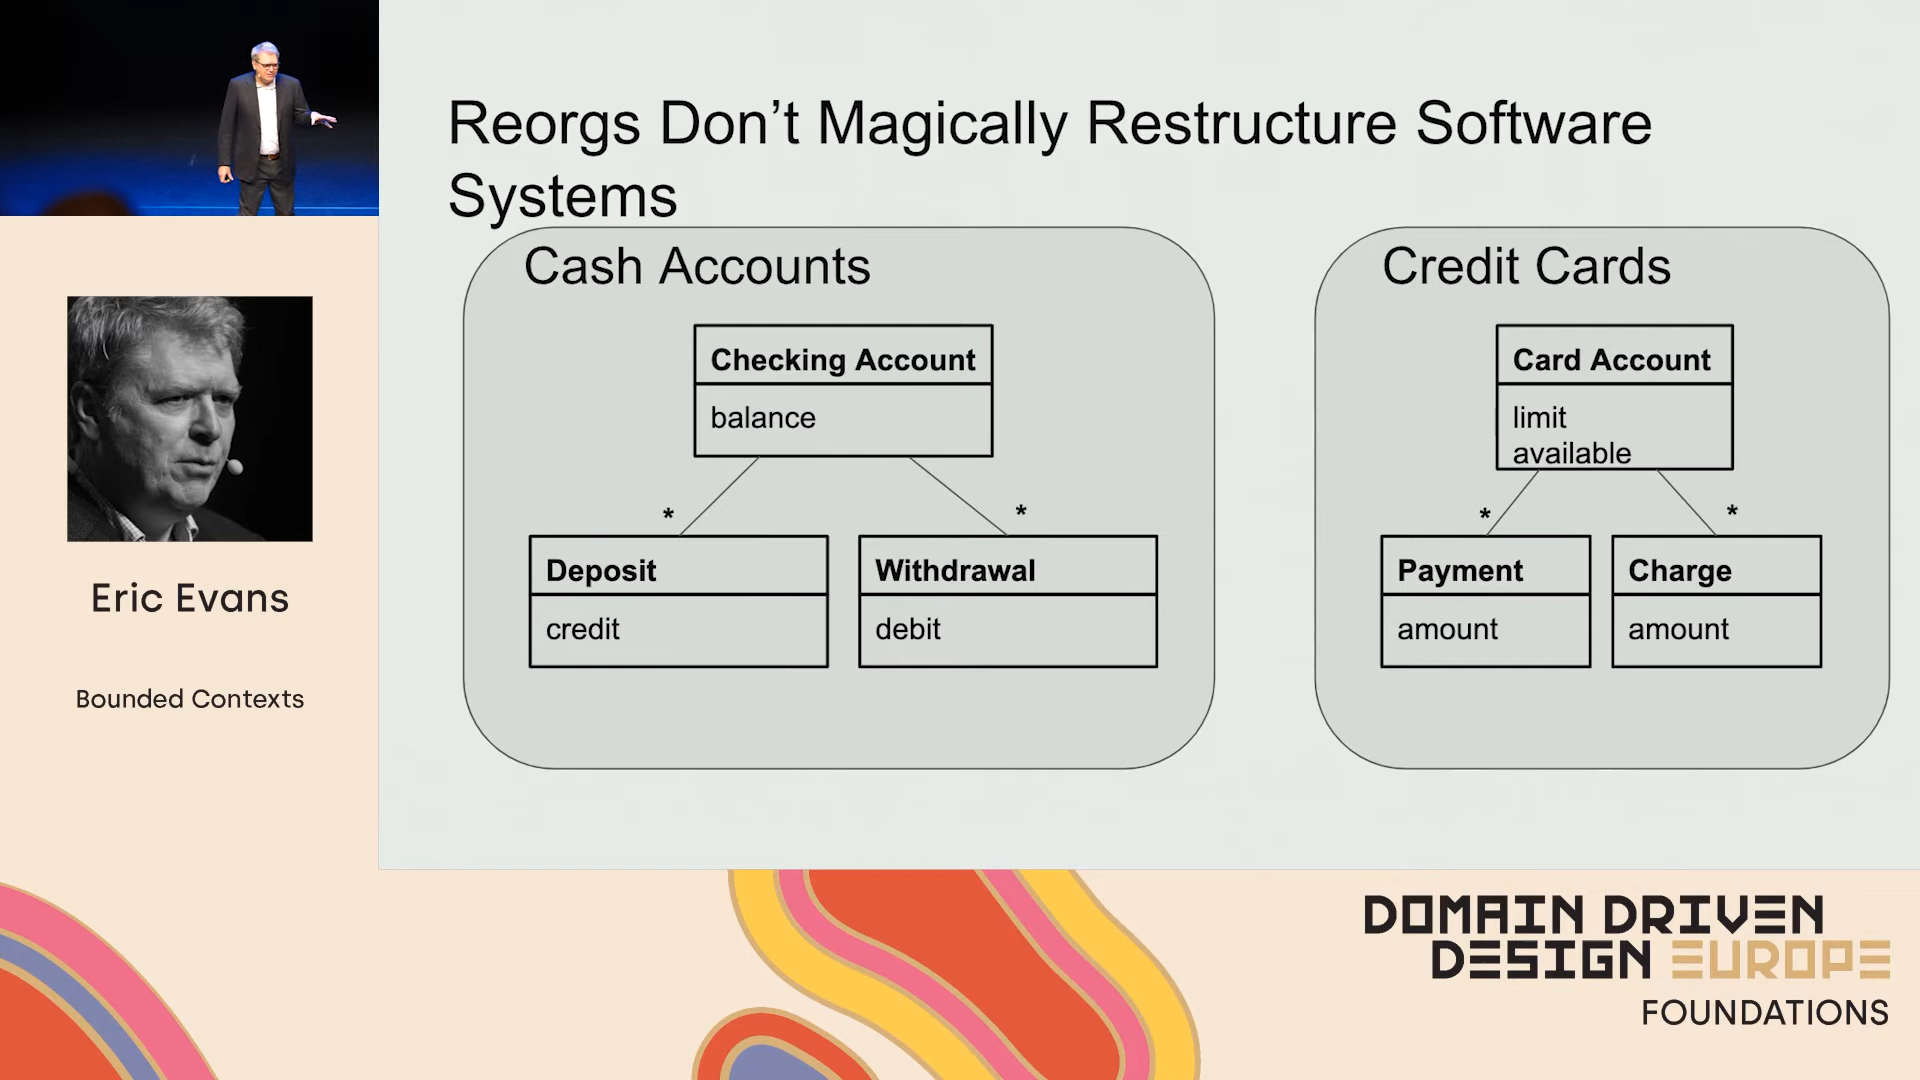 Reorgs Don’t Magically Restructure Software
Systems
Cash Accounts
Checking Account
balance
*
*
Deposit
credit
Withdrawal
debit
Credit Cards
Card Account
limit
available
*
*
Payment
amount
Charge
amount
Eric Evans
Bounded Contexts
DOMAIN DRIVEN
DESIGN EUROPE
FOUNDATIONS